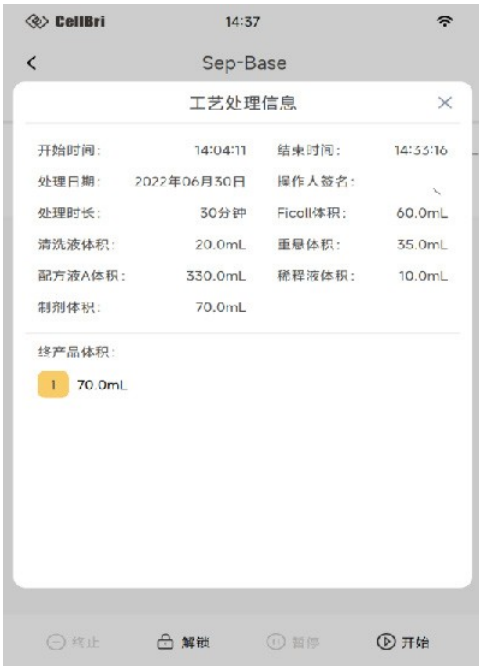 CellBri 14:37
Sep-Base
工艺处理信息
开始时间: 14:04:11 结束时间: 14:33:16
处理日期: 2022年06月30日 操作人签名:
处理时长: 30分钟 Ficoll体积: 60.0mL
清洗液体积: 20.0mL 重悬体积: 35.0mL
配方液A体积: 330.0mL 稀释液体积: 10.0mL
制剂体积: 70.0mL
终产品体积:
1 70.0mL
终止 解锁 暂停 开始